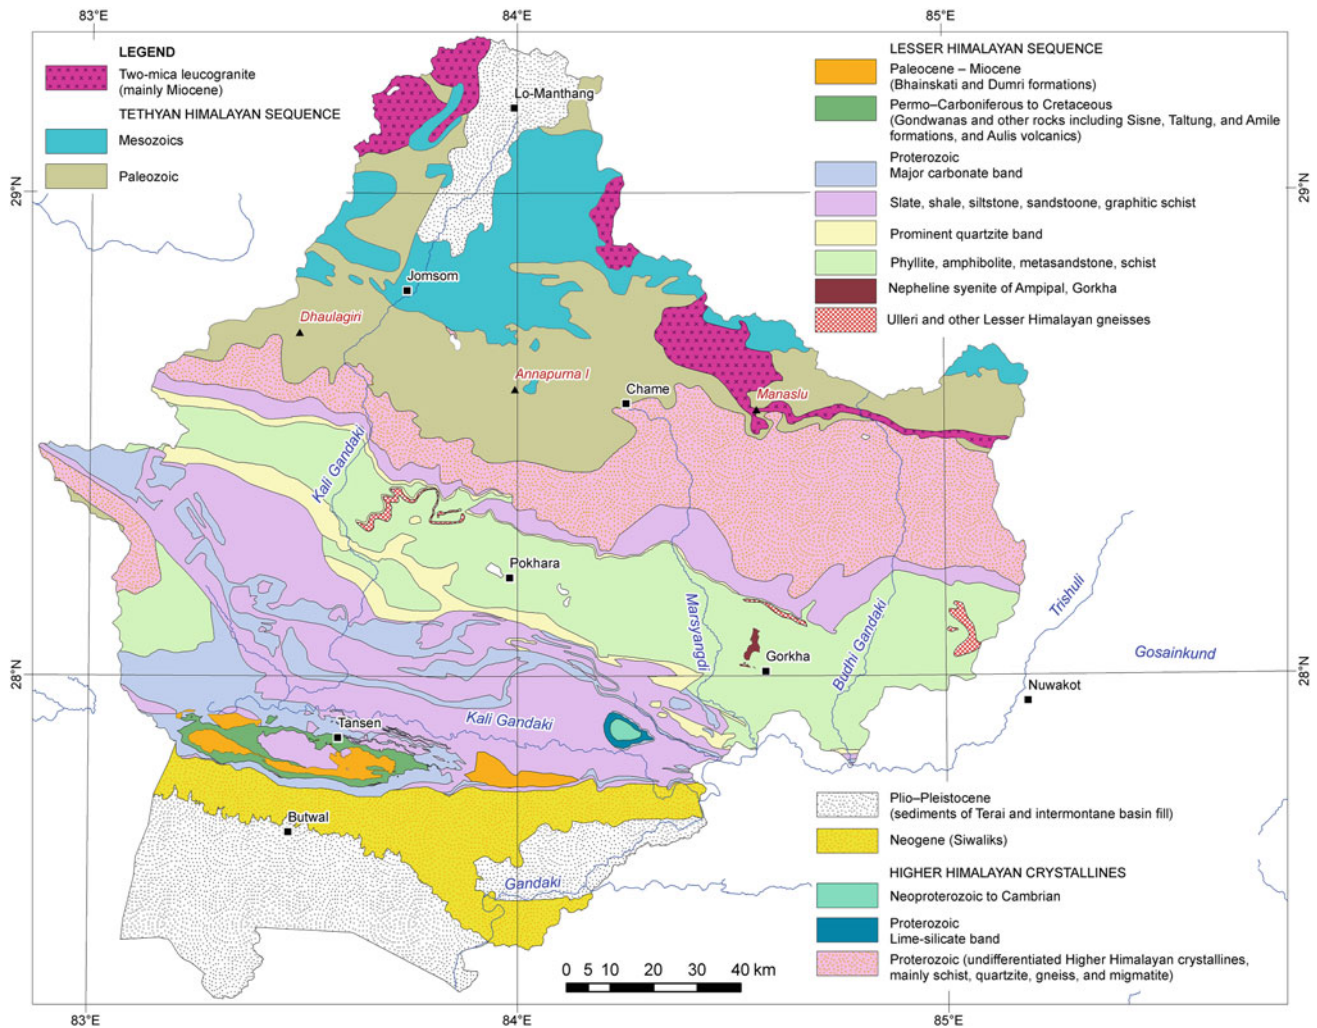 83°E
84°E
85°E
LEGEND
Two-mica leucogranite
(mainly Miocene)
TETHYAN HIMALAYAN SEQUENCE
Mesozoics
Paleozoic
LESSER HIMALAYAN SEQUENCE
Paleocene – Miocene
(Bhainskati and Dumri formations)
Permo–Carboniferous to Cretaceous
(Gondwanas and other rocks including Sisne, Taltung, and Amile
formations, and Aulis volcanics)
Proterozoic
Major carbonate band
Slate, shale, siltstone, sandstoone, graphitic schist
Prominent quartzite band
Phyllite, amphibolite, metasandstone, schist
Nepheline syenite of Ampipal, Gorkha
Ulleri and other Lesser Himalayan gneisses
29°N
29°N
Lo-Manthang
Jomsom
Dhaulagiri
Annapurna I
Chame
Manaslu
Kali Gandaki
Pokhara
Marsyangdi
Budhi Gandaki
Trishuli
Gorkha
Gosainkund
28°N
28°N
Nuwakot
Kali Gandaki
Tansen
Butwal
Gandaki
Plio–Pleistocene
(sediments of Terai and intermontane basin fill)
Neogene (Siwaliks)
HIGHER HIMALAYAN CRYSTALLINES
Neoproterozoic to Cambrian
Proterozoic
Lime-silicate band
Proterozoic (undifferentiated Higher Himalayan crystallines,
mainly schist, quartzite, gneiss, and migmatite)
0 5 10 20 30 40 km
83°E
84°E
85°E